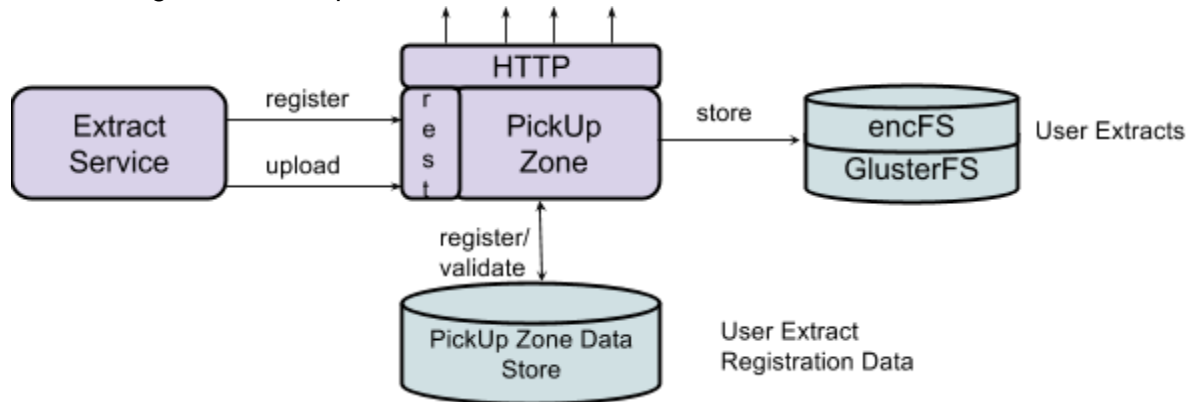 HTTP
register
Extract
Service
upload
rest
PickUp
Zone
store
encFS
GlusterFS
User Extracts
register/
validate
PickUp Zone Data
Store
User Extract
Registration Data